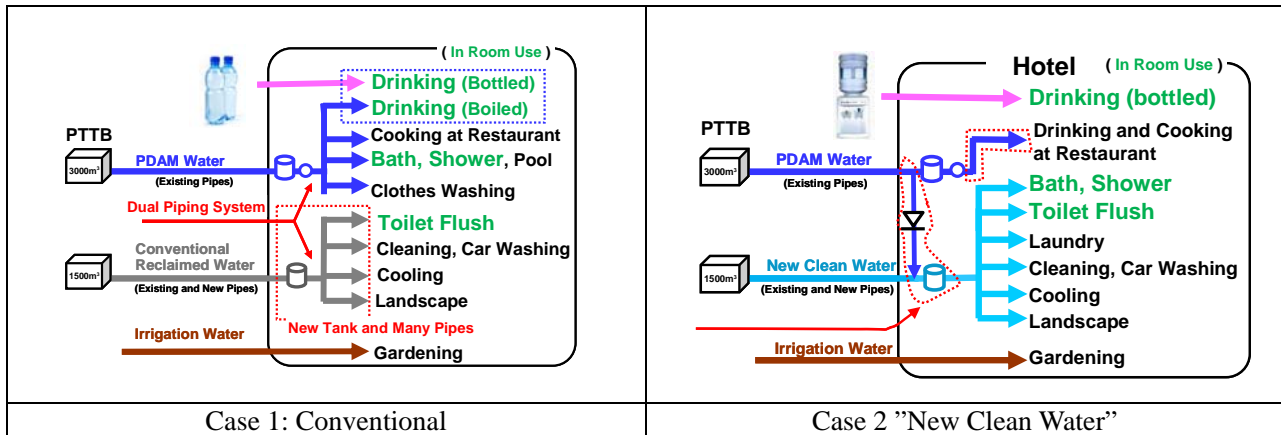 ( In Room Use )
Drinking (Bottled)
Drinking (Boiled)
Cooking at Restaurant
Bath, Shower, Pool
Clothes Washing
PTTB
3000m³
PDAM Water
(Existing Pipes)
Dual Piping System
Toilet Flush
Cleaning, Car Washing
Cooling
Landscape
Conventional
Reclaimed Water
(Existing and New Pipes)
1500m³
New Tank and Many Pipes
Irrigation Water
Gardening
Case 1: Conventional
Hotel ( In Room Use )
Drinking (bottled)
Drinking and Cooking
at Restaurant
PTTB
3000m³
PDAM Water
(Existing Pipes)
Bath, Shower
Toilet Flush
Laundry
Cleaning, Car Washing
Cooling
Landscape
New Clean Water
(Existing and New Pipes)
1500m³
Irrigation Water
Gardening
Case 2 ”New Clean Water”